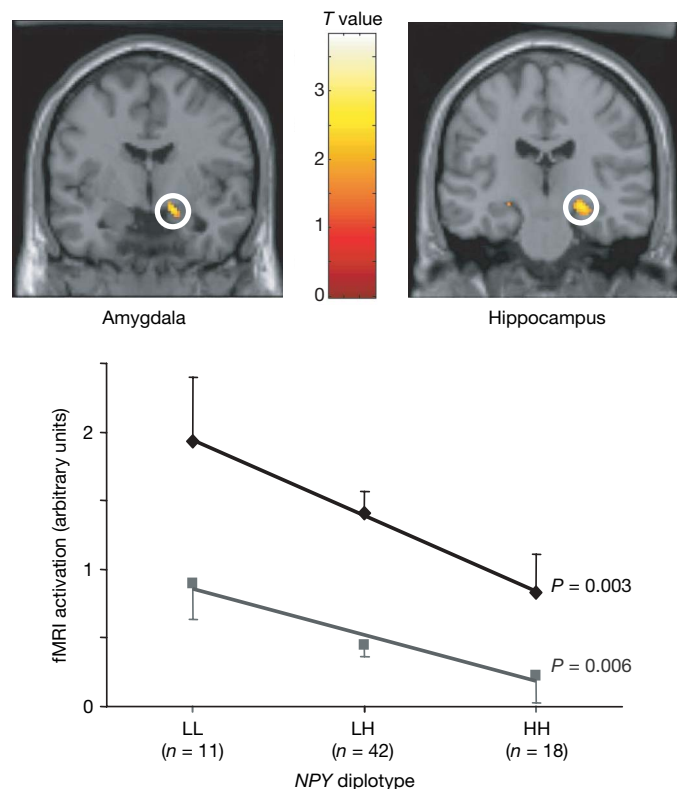 T value
3
2
1
0
Amygdala
Hippocampus
fMRI activation (arbitrary units)
2
1
0
P = 0.003
P = 0.006
LL
(n = 11)
LH
(n = 42)
HH
(n = 18)
NPY diplotype